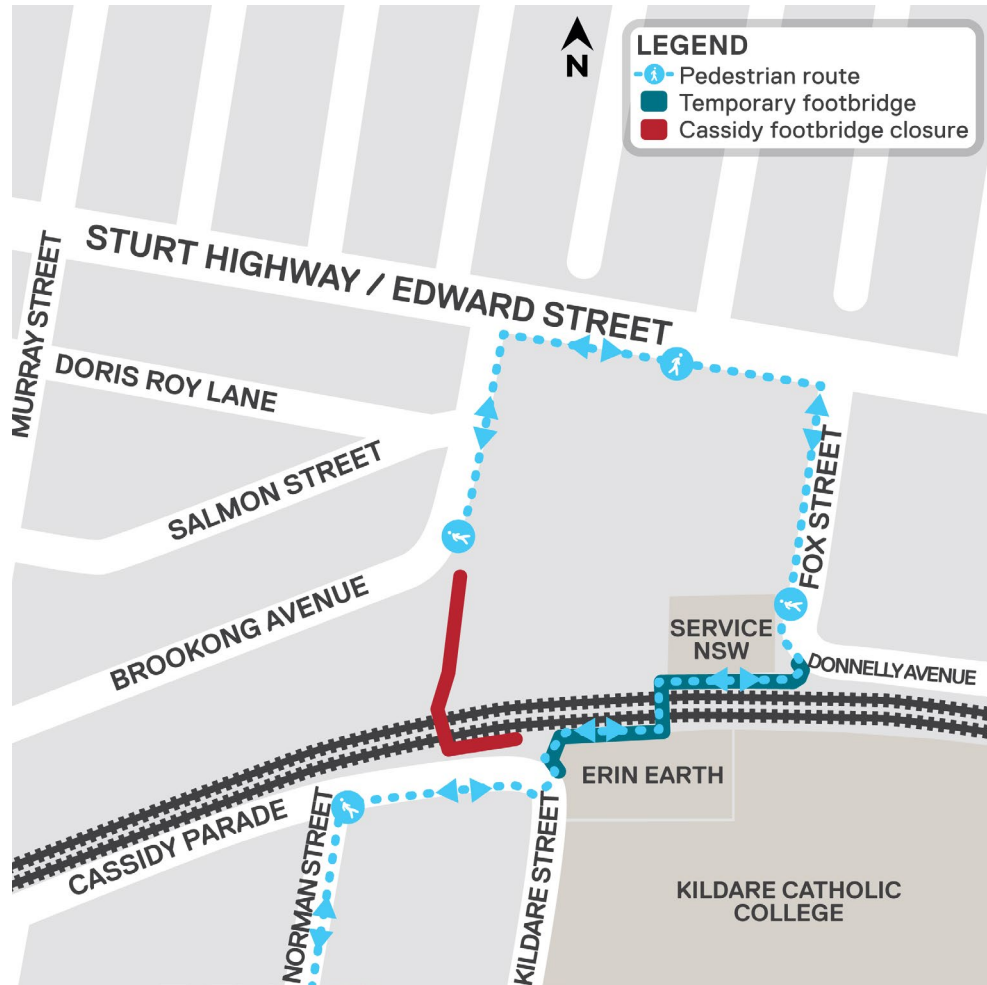 N
LEGEND
Pedestrian route
Temporary footbridge
Cassidy footbridge closure
STURT HIGHWAY / EDWARD STREET
MURRAY STREET
DORIS ROY LANE
SALMON STREET
BROOKONG AVENUE
FOX STREET
SERVICE
NSW
DONNELLY AVENUE
ERIN EARTH
CASSIDY PARADE
NORMAN STREET
KILDARE STREET
KILDARE CATHOLIC
COLLEGE